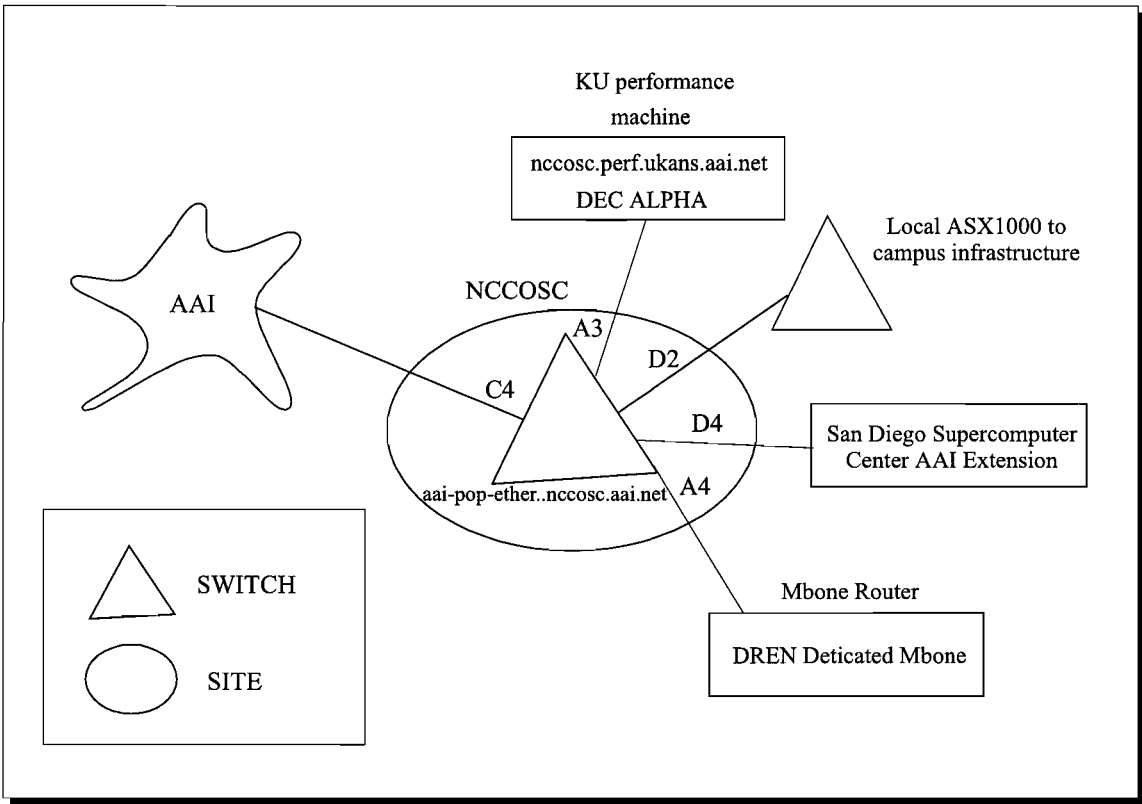 KU performance
machine
nccosc.perf.ukans.aai.net
DEC ALPHA
Local ASX1000 to
campus infrastructure
AAI
NCCOSC
A3
D2
C4
D4
San Diego Supercomputer
Center AAI Extension
A4
aai-pop-ether..nccosc.aai.net
SWITCH
SITE
Mbone Router
DREN Deticated Mbone